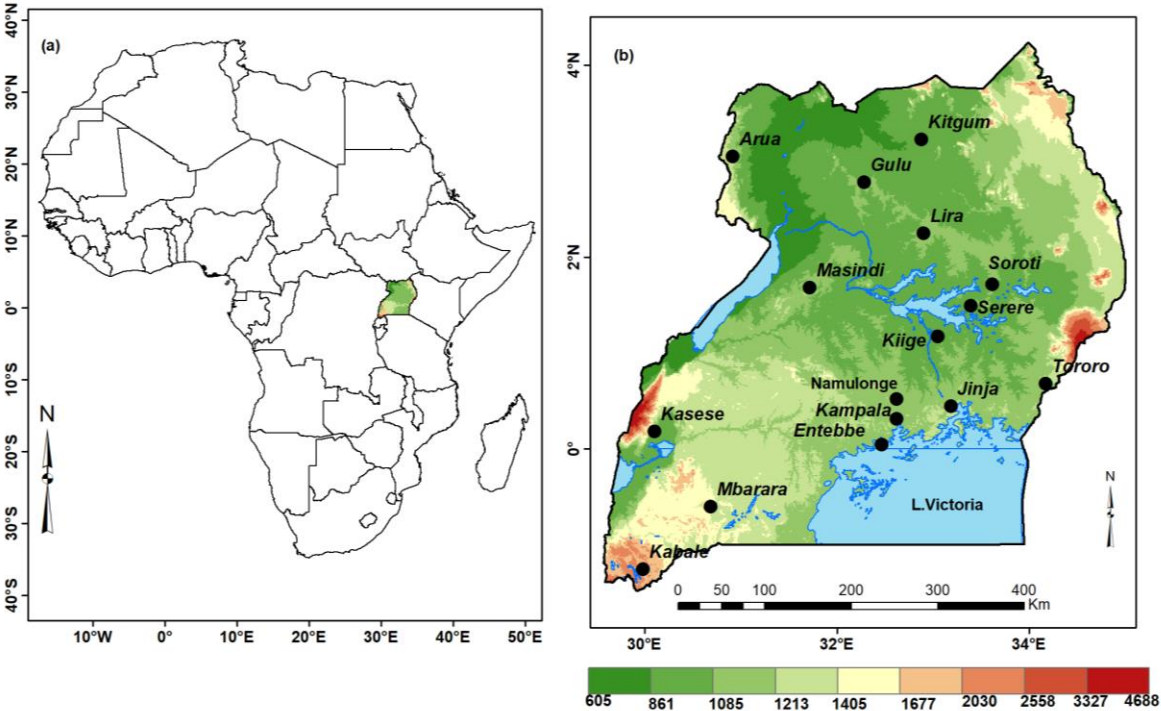 (a)
40°N
30°N
20°N
10°N
0°
10°S
20°S
30°S
40°S
N
10°W
0°
10°E
20°E
30°E
40°E
50°E
(b)
4°N
2°N
0°
Arua
Kitgum
Gulu
Lira
Masindi
Soroti
Serere
Kiige
Tororo
Namulonge
Jinja
Kampala
Kasese
Entebbe
Mbarara
L.Victoria
N
Kabale
0 50 100 200 300 400
Km
30°E
32°E
34°E
605 861 1085 1213 1405 1677 2030 2558 3327 4688